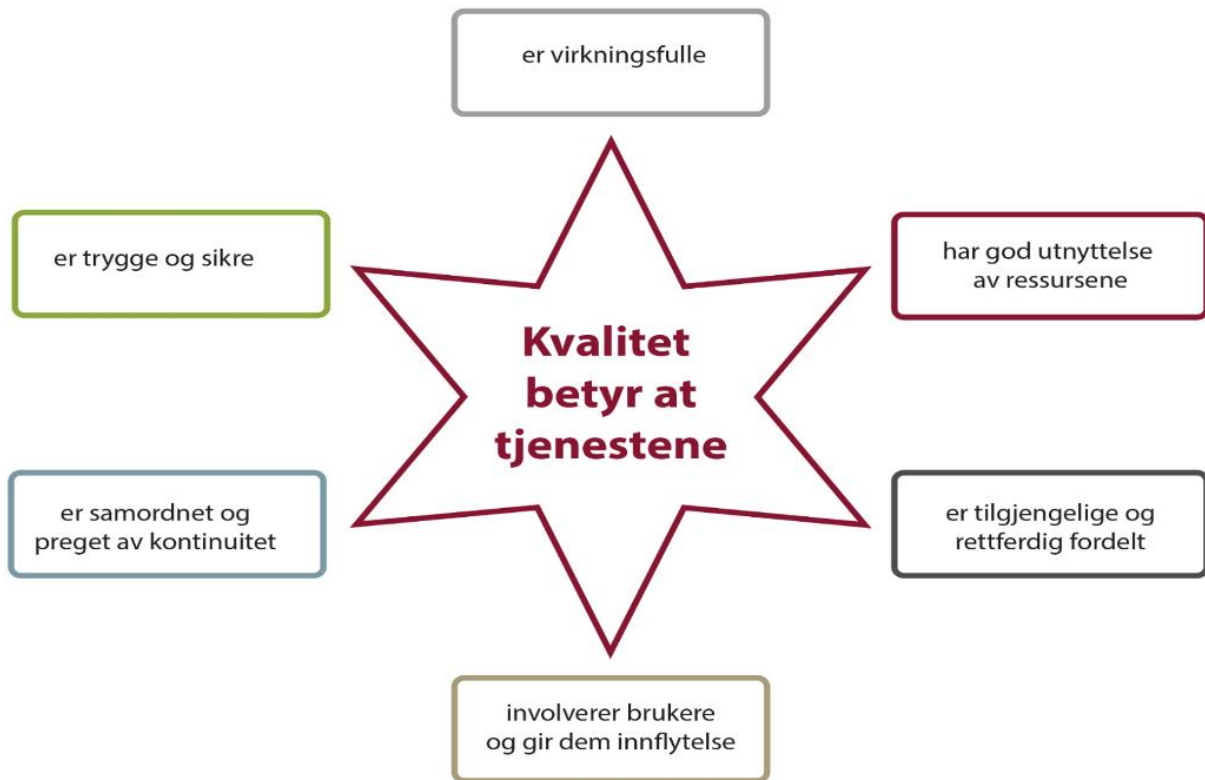 er virkningsfulle
er trygge og sikre
har god utnyttelse
av ressursene
Kvalitet
betyr at
tjenestene
er samordnet og
preget av kontinuitet
er tilgjengelige og
rettferdig fordelt
involverer brukere
og gir dem innflytelse